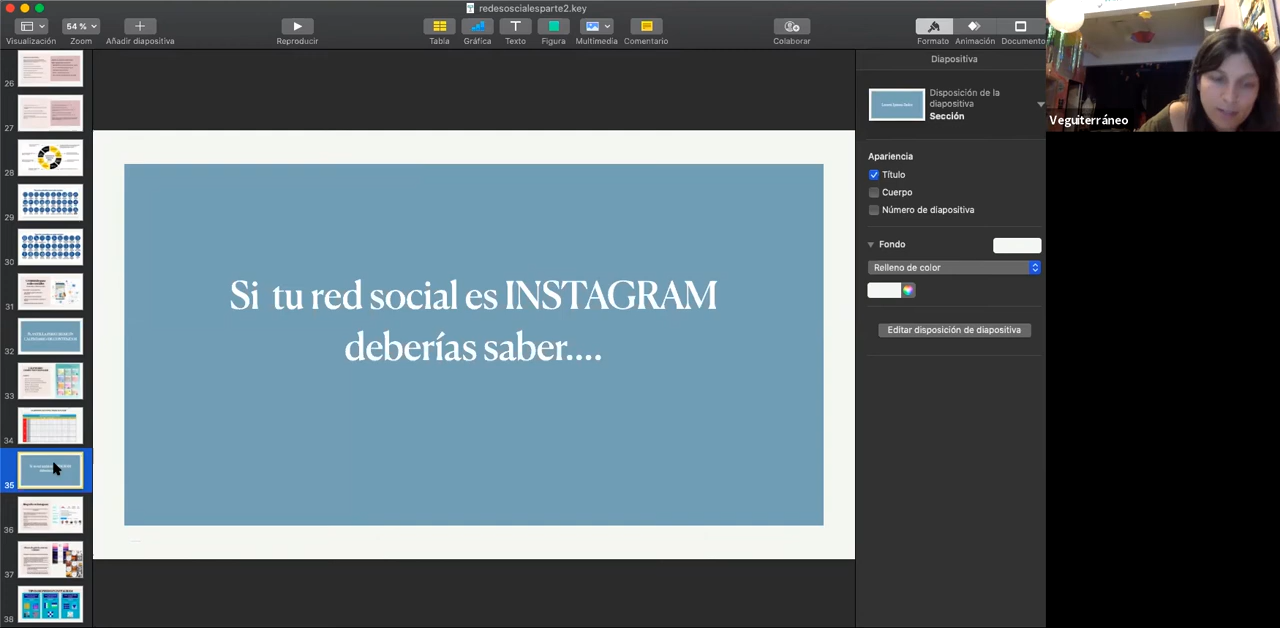 redesoscialesparte2.key
54 %
Visualización
Zoom
Añadir diapositiva
Reproducir
Tabla
Gráfica
Texto
Figura
Multimedia
Comentario
Colaborar
Formato
Animación
Documento
Diapositiva
Disposición de la
diapositiva
Sección
Veguiterráneo
Apariencia
Título
Cuerpo
Número de diapositiva
Fondo
Relleno de color
Editar disposición de diapositiva
Si tu red social es INSTAGRAM
deberías saber....
26
27
28
29
30
31
32
33
34
35
36
37
38